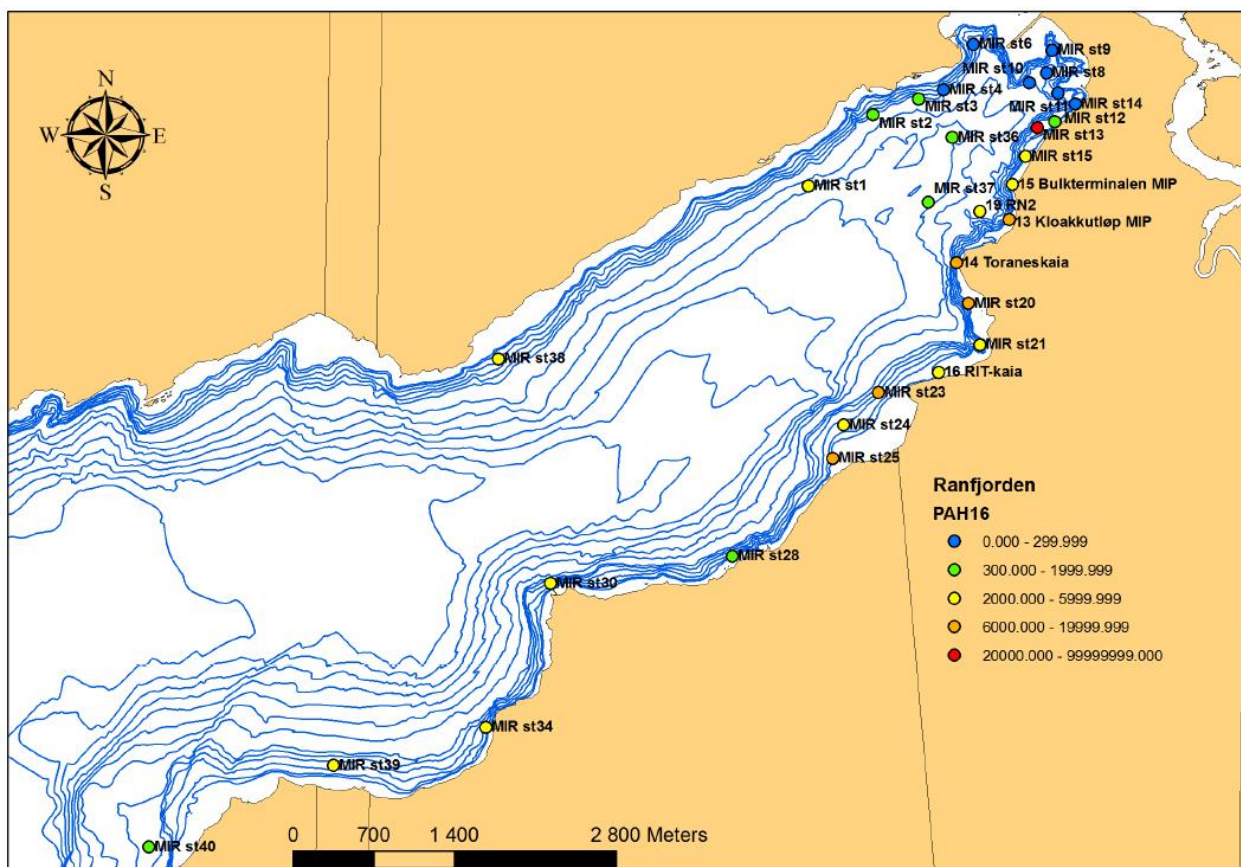 N
W E
S
MIR st6
MIR st9
MIR st10
MIR st8
MIR st4
MIR st3
MIR st11
MIR st14
MIR st2
MIR st12
MIR st13
MIR st36
MIR st15
MIR st1
15 Bulkterminalen MIP
MIR st37
19 RN2
13 Kloakkutløp MIP
14 Toraneskaia
MIR st20
MIR st21
MIR st38
16 RIT-kaia
MIR st23
MIR st24
MIR st25
Ranfjorden
PAH16
0.000 - 299.999
300.000 - 1999.999
2000.000 - 5999.999
6000.000 - 19999.999
20000.000 - 99999999.000
MIR st28
MIR st30
MIR st34
MIR st39
0 700 1 400 2 800 Meters
MIR st40